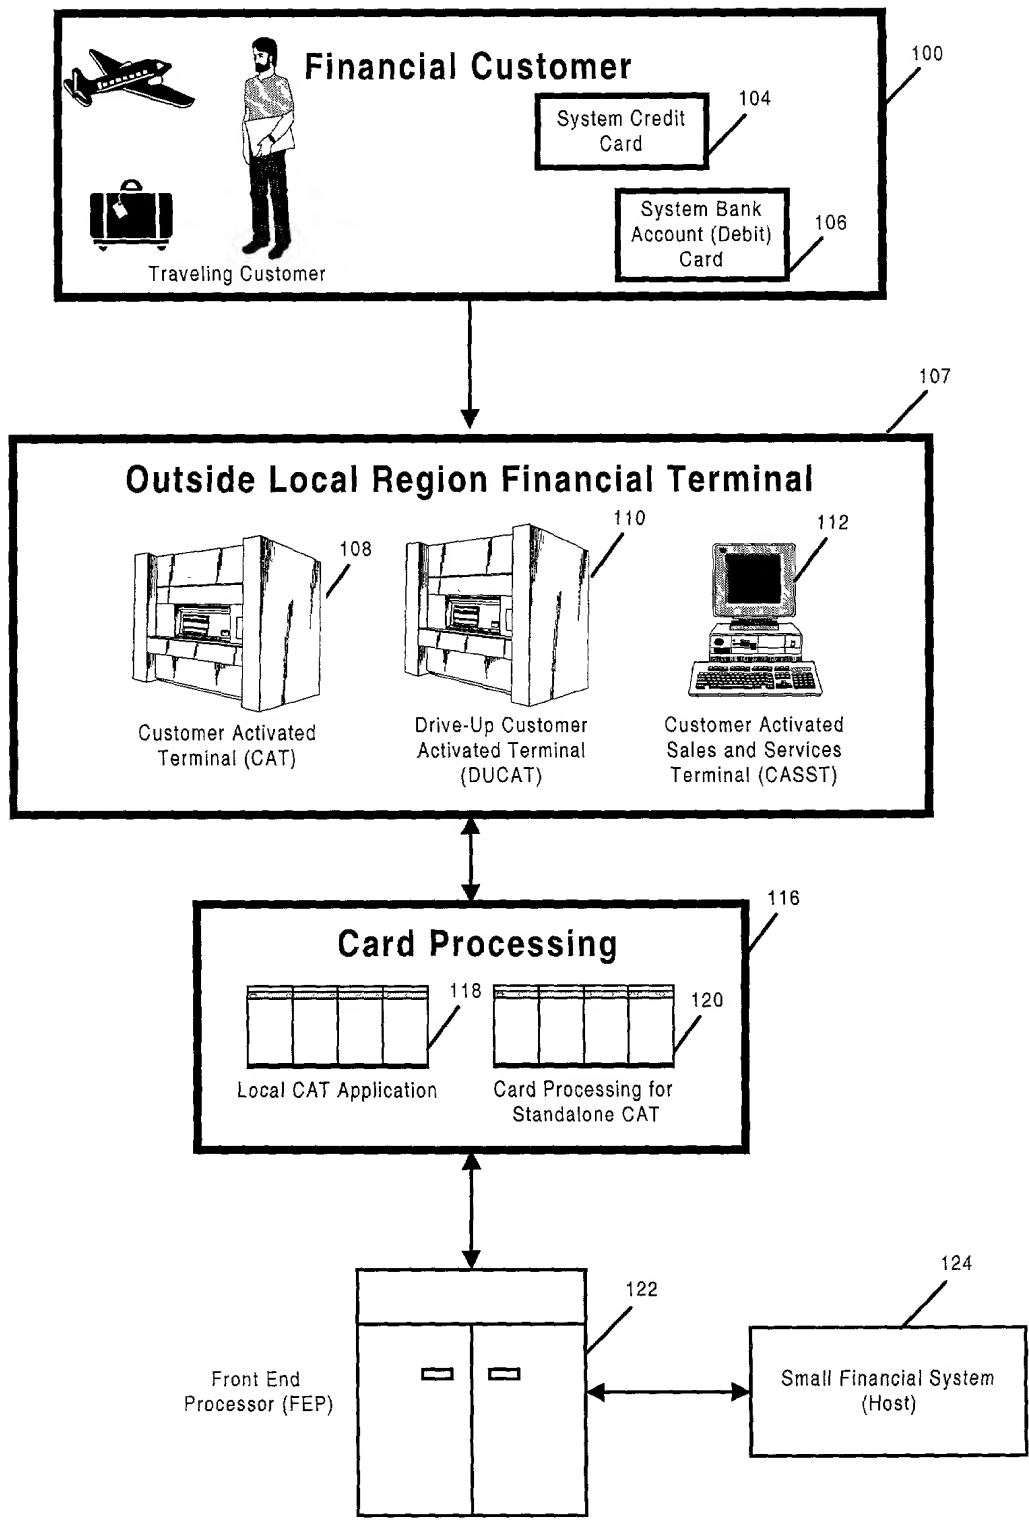 Financial Customer
100
104
System Credit
Card
System Bank
Account (Debit)
Card
106
Traveling Customer
107
Outside Local Region Financial Terminal
108
110
112
Customer Activated
Terminal (CAT)
Drive-Up Customer
Activated Terminal
(DUCAT)
Customer Activated
Sales and Services
Terminal (CASST)
116
Card Processing
118
120
Local CAT Application
Card Processing for
Standalone CAT
122
124
Front End
Processor (FEP)
Small Financial System
(Host)